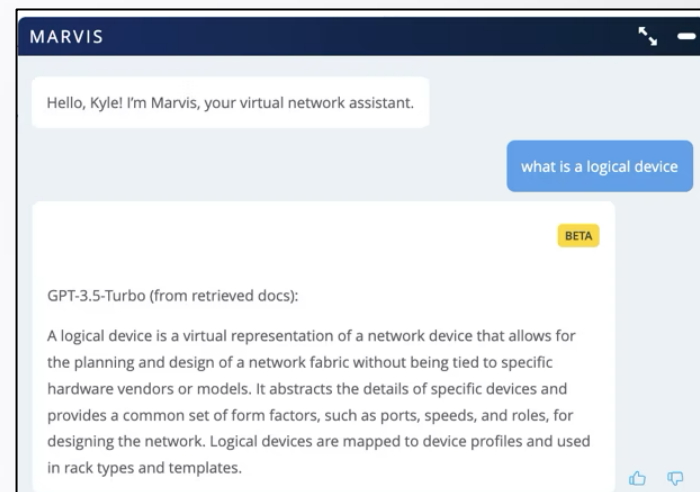 MARVIS
Hello, Kyle! I'm Marvis, your virtual network assistant.
what is a logical device
BETA
GPT-3.5-Turbo (from retrieved docs):
A logical device is a virtual representation of a network device that allows for
the planning and design of a network fabric without being tied to specific
hardware vendors or models. It abstracts the details of specific devices and
provides a common set of form factors, such as ports, speeds, and roles, for
designing the network. Logical devices are mapped to device profiles and used
in rack types and templates.